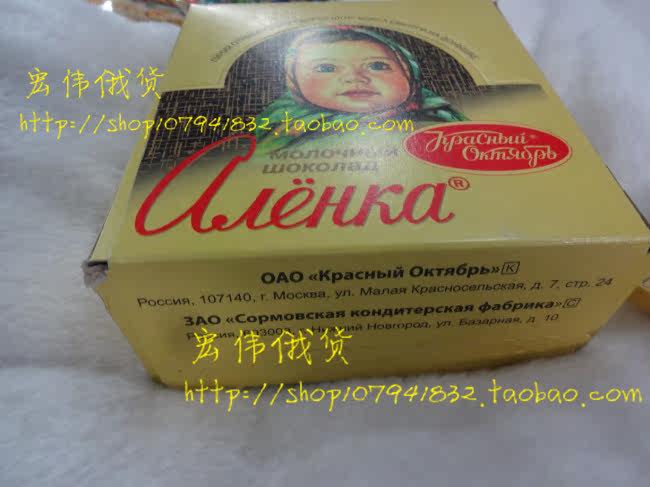 宏伟俄货
http://shop107941832.taobao.com
МОЛОЧНЫЙ
ШОКОЛАД
Красный
Октябрь
Алёнка®
ОАО «Красный Октябрь» К
Россия, 107140, г. Москва, ул. Малая Красносельская, д. 7, стр. 24
ЗАО «Сормовская кондитерская фабрика» С
Нижний Новгород, ул. Базарная, д. 10
宏伟俄货
http://shop107941832.taobao.com